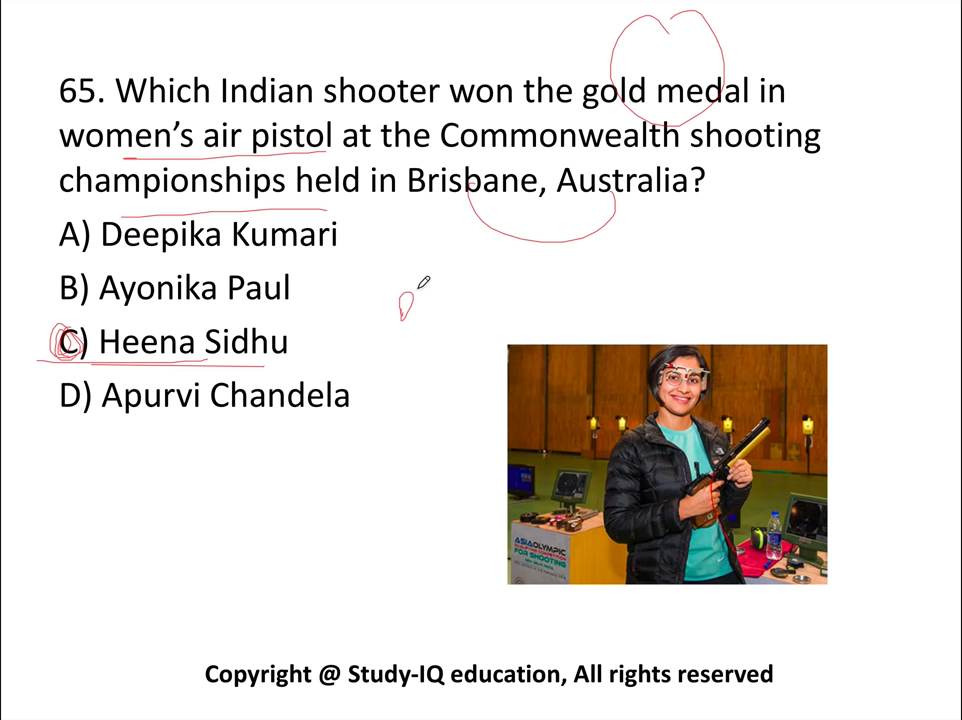 65. Which Indian shooter won the gold medal in
women’s air pistol at the Commonwealth shooting
championships held in Brisbane, Australia?
A) Deepika Kumari
B) Ayonika Paul
C) Heena Sidhu
D) Apurvi Chandela
ASIA OLYMPIC
FOR SHOOTING
Copyright @ Study-IQ education, All rights reserved